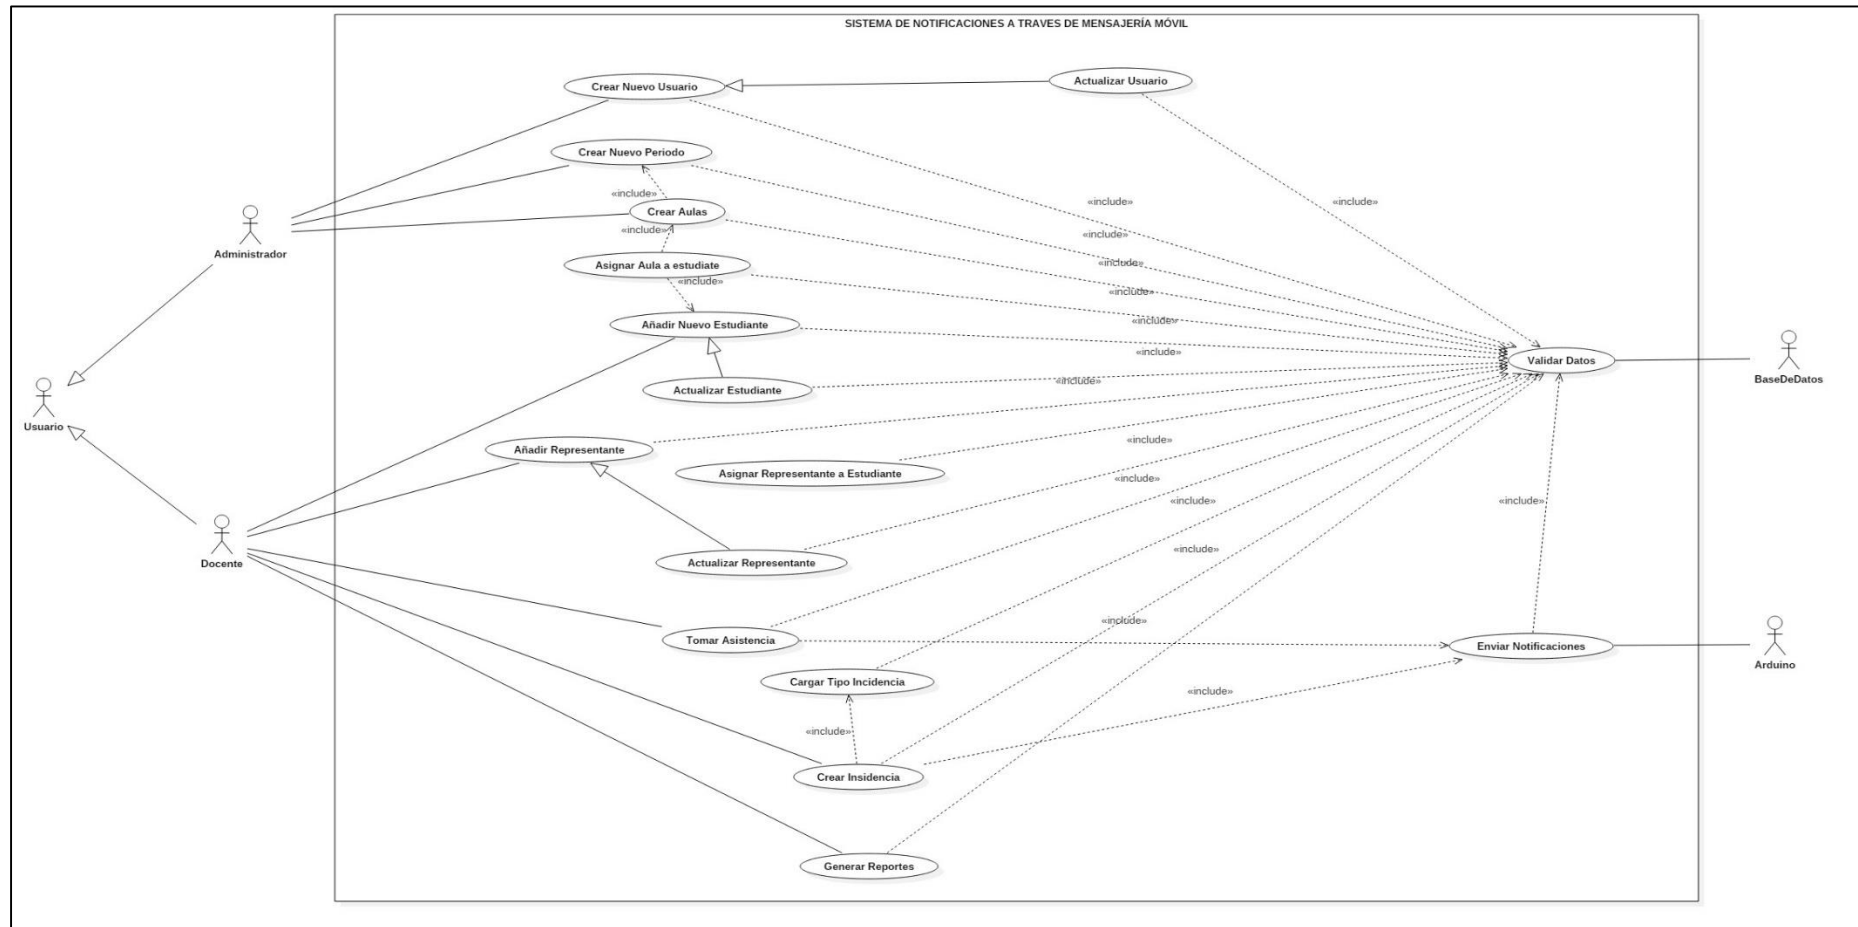 SISTEMA DE NOTIFICACIONES A TRAVES DE MENSAJERÍA MÓVIL
Crear Nuevo Usuario
Actualizar Usuario
Crear Nuevo Periodo
«include»
«include»
«include»
Crear Aulas
«include»
«include»
Administrador
Asignar Aula a estudiate
«include»
«include»
«include»
Añadir Nuevo Estudiante
«include»
«include»
Validar Datos
BaseDeDatos
Actualizar Estudiante
«include»
Usuario
Añadir Representante
«include»
Asignar Representante a Estudiante
«include»
«include»
«include»
«include»
Docente
Actualizar Representante
«include»
Tomar Asistencia
Enviar Notificaciones
Arduino
Cargar Tipo Incidencia
«include»
«include»
Crear Insidencia
Generar Reportes